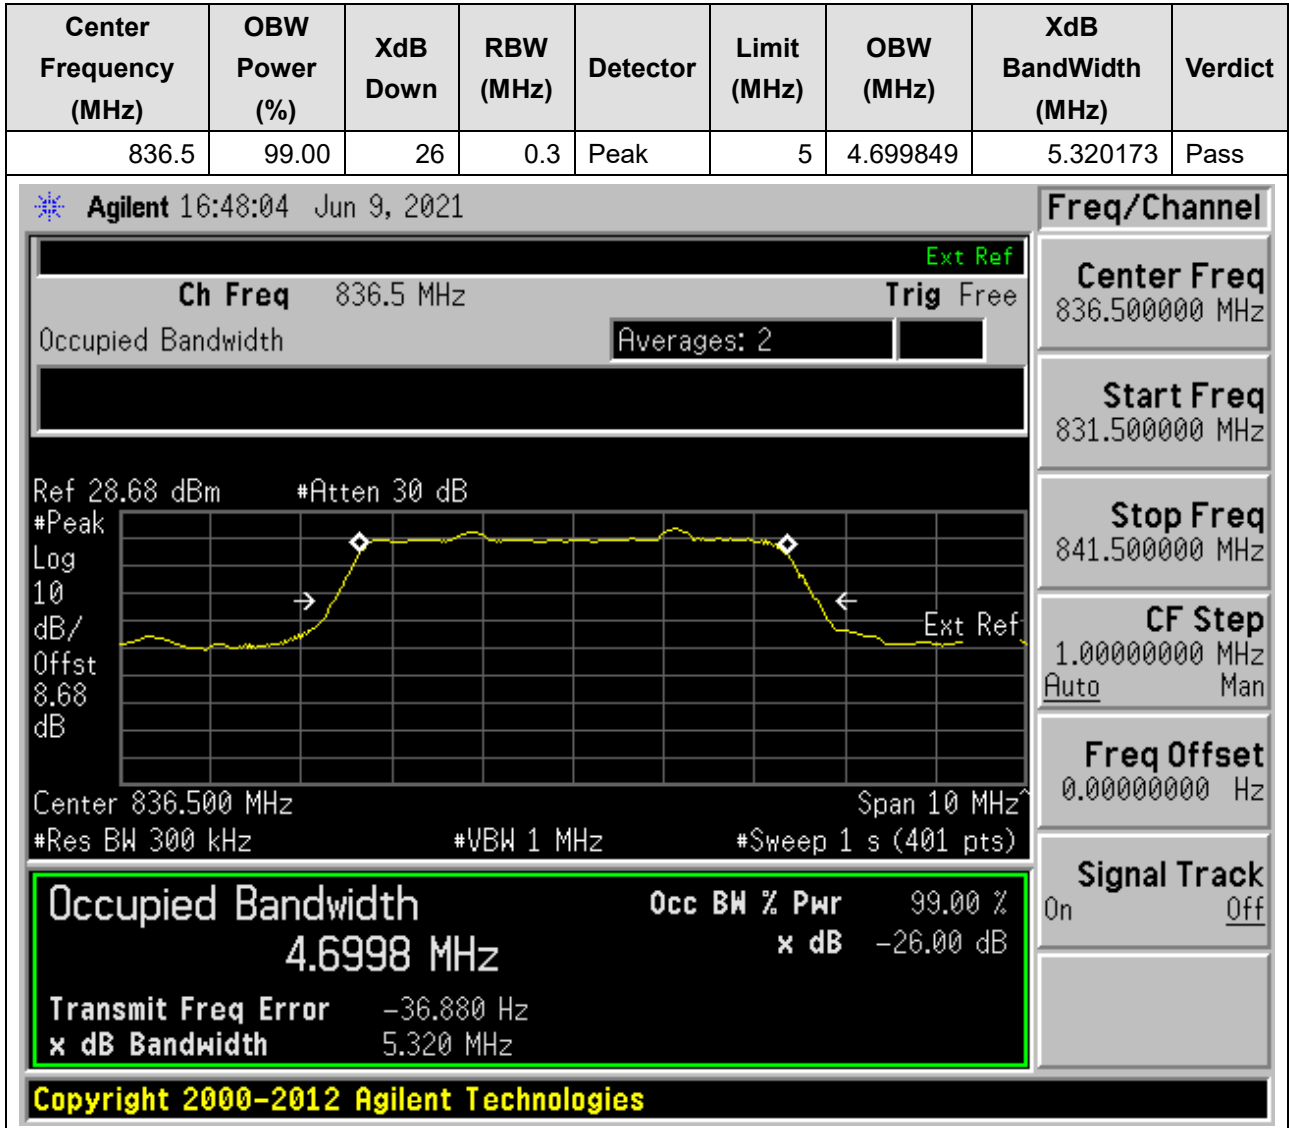 Center Frequency (MHz) OBW Power (%) XdB Down RBW (MHz) Detector Limit (MHz) OBW (MHz) XdB BandWidth (MHz) Verdict
836.5 99.00 26 0.3 Peak 5 4.699849 5.320173 Pass
Agilent 16:48:04 Jun 9, 2021
Ext Ref
Ch Freq 836.5 MHz Trig Free
Occupied Bandwidth Averages: 2
Ref 28.68 dBm #Atten 30 dB
#Peak
Log
10
dB/
Offst
8.68
dB
Ext Ref
Center 836.500 MHz Span 10 MHz^
#Res BW 300 kHz #VBW 1 MHz #Sweep 1 s (401 pts)
Occupied Bandwidth
4.6998 MHz
Occ BW % Pwr 99.00 %
x dB -26.00 dB
Transmit Freq Error -36.880 Hz
x dB Bandwidth 5.320 MHz
Copyright 2000-2012 Agilent Technologies
Freq/Channel
Center Freq
836.500000 MHz
Start Freq
831.500000 MHz
Stop Freq
841.500000 MHz
CF Step
1.00000000 MHz
Auto Man
Freq Offset
0.00000000 Hz
Signal Track
On Off